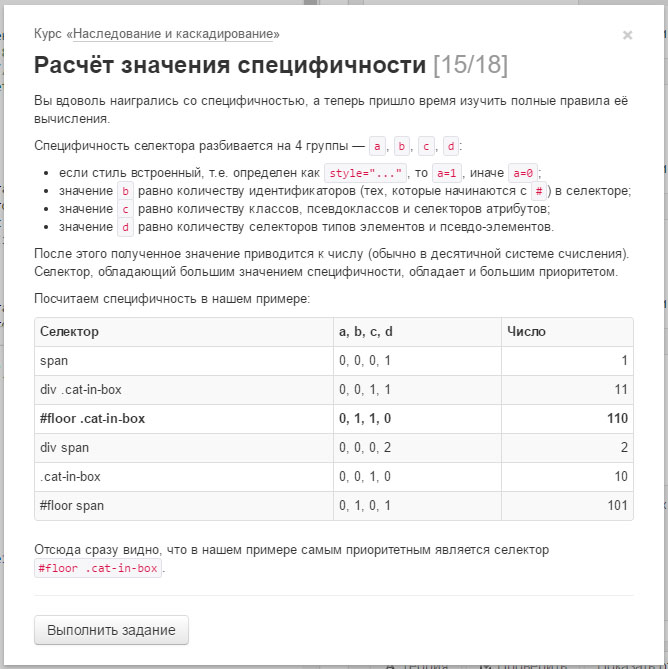 Курс «Наследование и каскадирование»
×
Расчёт значения специфичности [15/18]
Вы вдоволь наигрались со специфичностью, а теперь пришло время изучить полные правила её
вычисления.
Специфичность селектора разбивается на 4 группы — a, b, c, d:
• если стиль встроенный, т.е. определен как style="...", то a=1, иначе a=0;
• значение b равно количеству идентификаторов (тех, которые начинаются с #) в селекторе;
• значение c равно количеству классов, псевдоклассов и селекторов атрибутов;
• значение d равно количеству селекторов типов элементов и псевдо-элементов.
После этого полученное значение приводится к числу (обычно в десятичной системе счисления).
Селектор, обладающий большим значением специфичности, обладает и большим приоритетом.
Посчитаем специфичность в нашем примере:
Селектор a, b, c, d Число
span 0, 0, 0, 1 1
div .cat-in-box 0, 0, 1, 1 11
#floor .cat-in-box 0, 1, 1, 0 110
div span 0, 0, 0, 2 2
.cat-in-box 0, 0, 1, 0 10
#floor span 0, 1, 0, 1 101
Отсюда сразу видно, что в нашем примере самым приоритетным является селектор
#floor .cat-in-box.
Выполнить задание